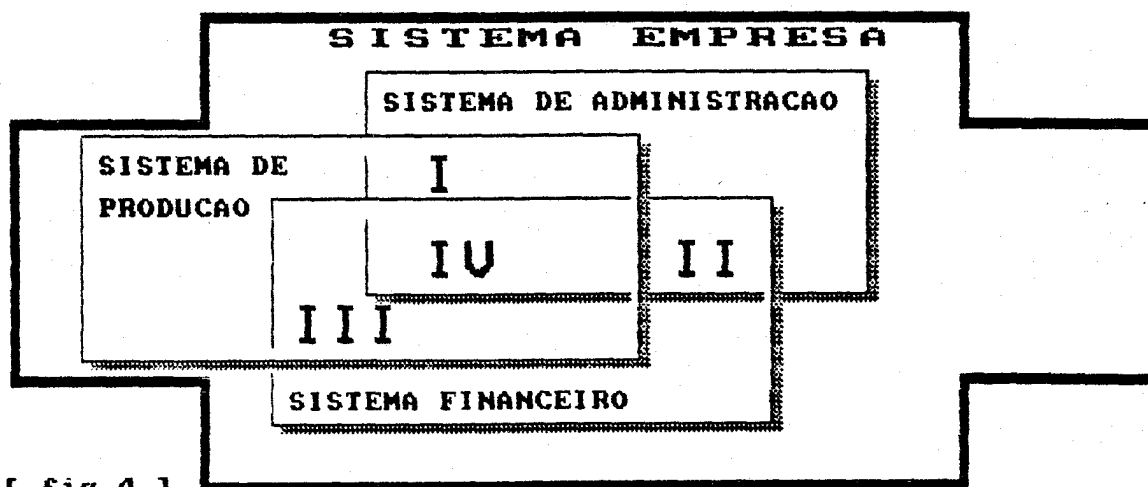 SISTEMA EMPRESA
SISTEMA DE ADMINISTRACAO
SISTEMA DE
PRODUCAO
I
IV
II
III
SISTEMA FINANCEIRO
[ fig.4 ]